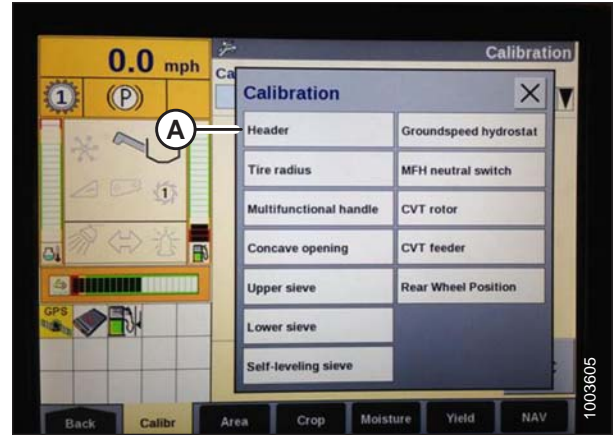 0.0 mph
Calibration
1
(P)
Ca
Calibration
A
Header
Groundspeed hydrostat
Tire radius
MFH neutral switch
1
Multifunctional handle
CVT rotor
Concave opening
CVT feeder
Upper sieve
Rear Wheel Position
Lower sieve
GPS
Self-leveling sieve
Back
Calibr
Area
Crop
Moisture
Yield
NAV
1003605